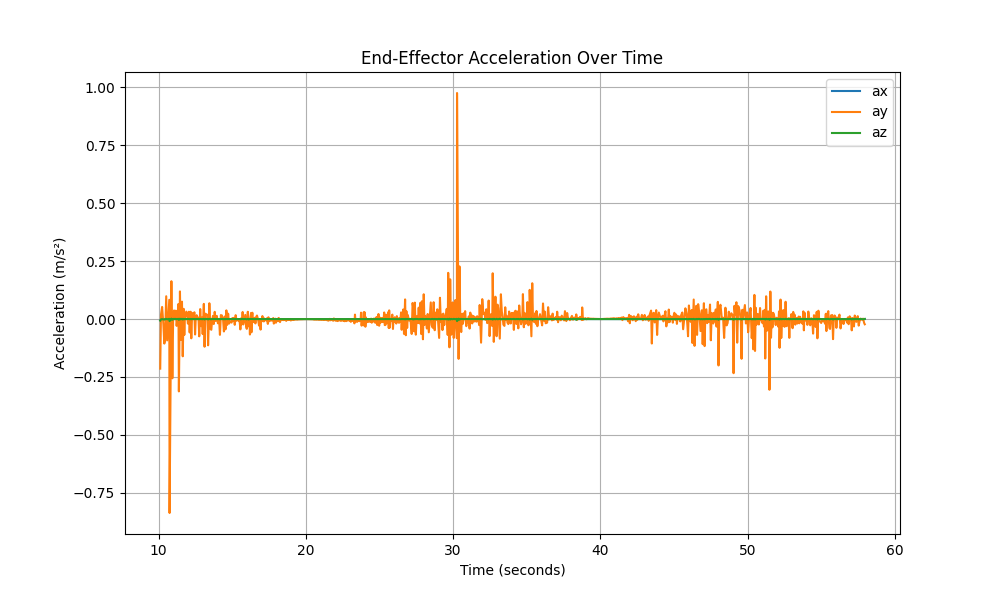 End-Effector Acceleration Over Time
ax
ay
az
Acceleration (m/s²)
1.00
0.75
0.50
0.25
0.00
−0.25
−0.50
−0.75
10 20 30 40 50 60
Time (seconds)